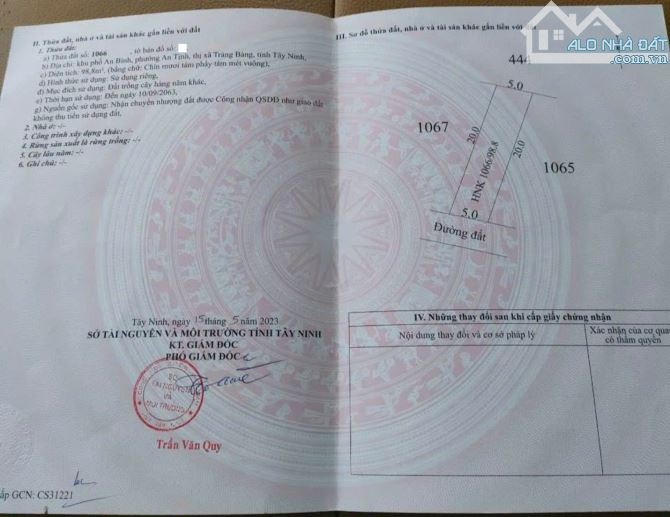 II. Thửa đất, nhà ở và tài sản khác gắn liền với đất
1. Thửa đất:
a) Thửa đất số: 1066 , tờ bản đồ số:
b) Địa chỉ: khu phố An Bình, phường An Tịnh, thị xã Trảng Bàng, tỉnh Tây Ninh,
c) Diện tích: 98,8m², (bằng chữ: Chín mươi tám phẩy tám mét vuông),
d) Hình thức sử dụng: Sử dụng riêng,
đ) Mục đích sử dụng: Đất trồng cây hàng năm khác,
e) Thời hạn sử dụng: Đến ngày 10/09/2063,
g) Nguồn gốc sử dụng: Nhận chuyển nhượng đất được Công nhận QSDĐ như giao đất
không thu tiền sử dụng đất,
2. Nhà ở: -/-
3. Công trình xây dựng khác: -/-
4. Rừng sản xuất là rừng trồng: -/-
5. Cây lâu năm: -/-
6. Ghi chú: -/-
Tây Ninh, ngày 15 tháng 5 năm 2023
SỞ TÀI NGUYÊN VÀ MÔI TRƯỜNG TỈNH TÂY NINH
KT. GIÁM ĐỐC
PHÓ GIÁM ĐỐC
SỞ
TÀI NGUYÊN
VÀ
MÔI TRƯỜNG
Trần Văn Quy
cấp GCN: CS31221
III. Sơ đồ thửa đất, nhà ở và tài sản khác gắn liền với
ALO NHÀ ĐẤT
.com.vn
444
5.0
1067
20.0
HNK 1066/98.8
20.0
1065
5.0
Đường đất
IV. Những thay đổi sau khi cấp giấy chứng nhận
Nội dung thay đổi và cơ sở pháp lý
Xác nhận của cơ quan
có thẩm quyền